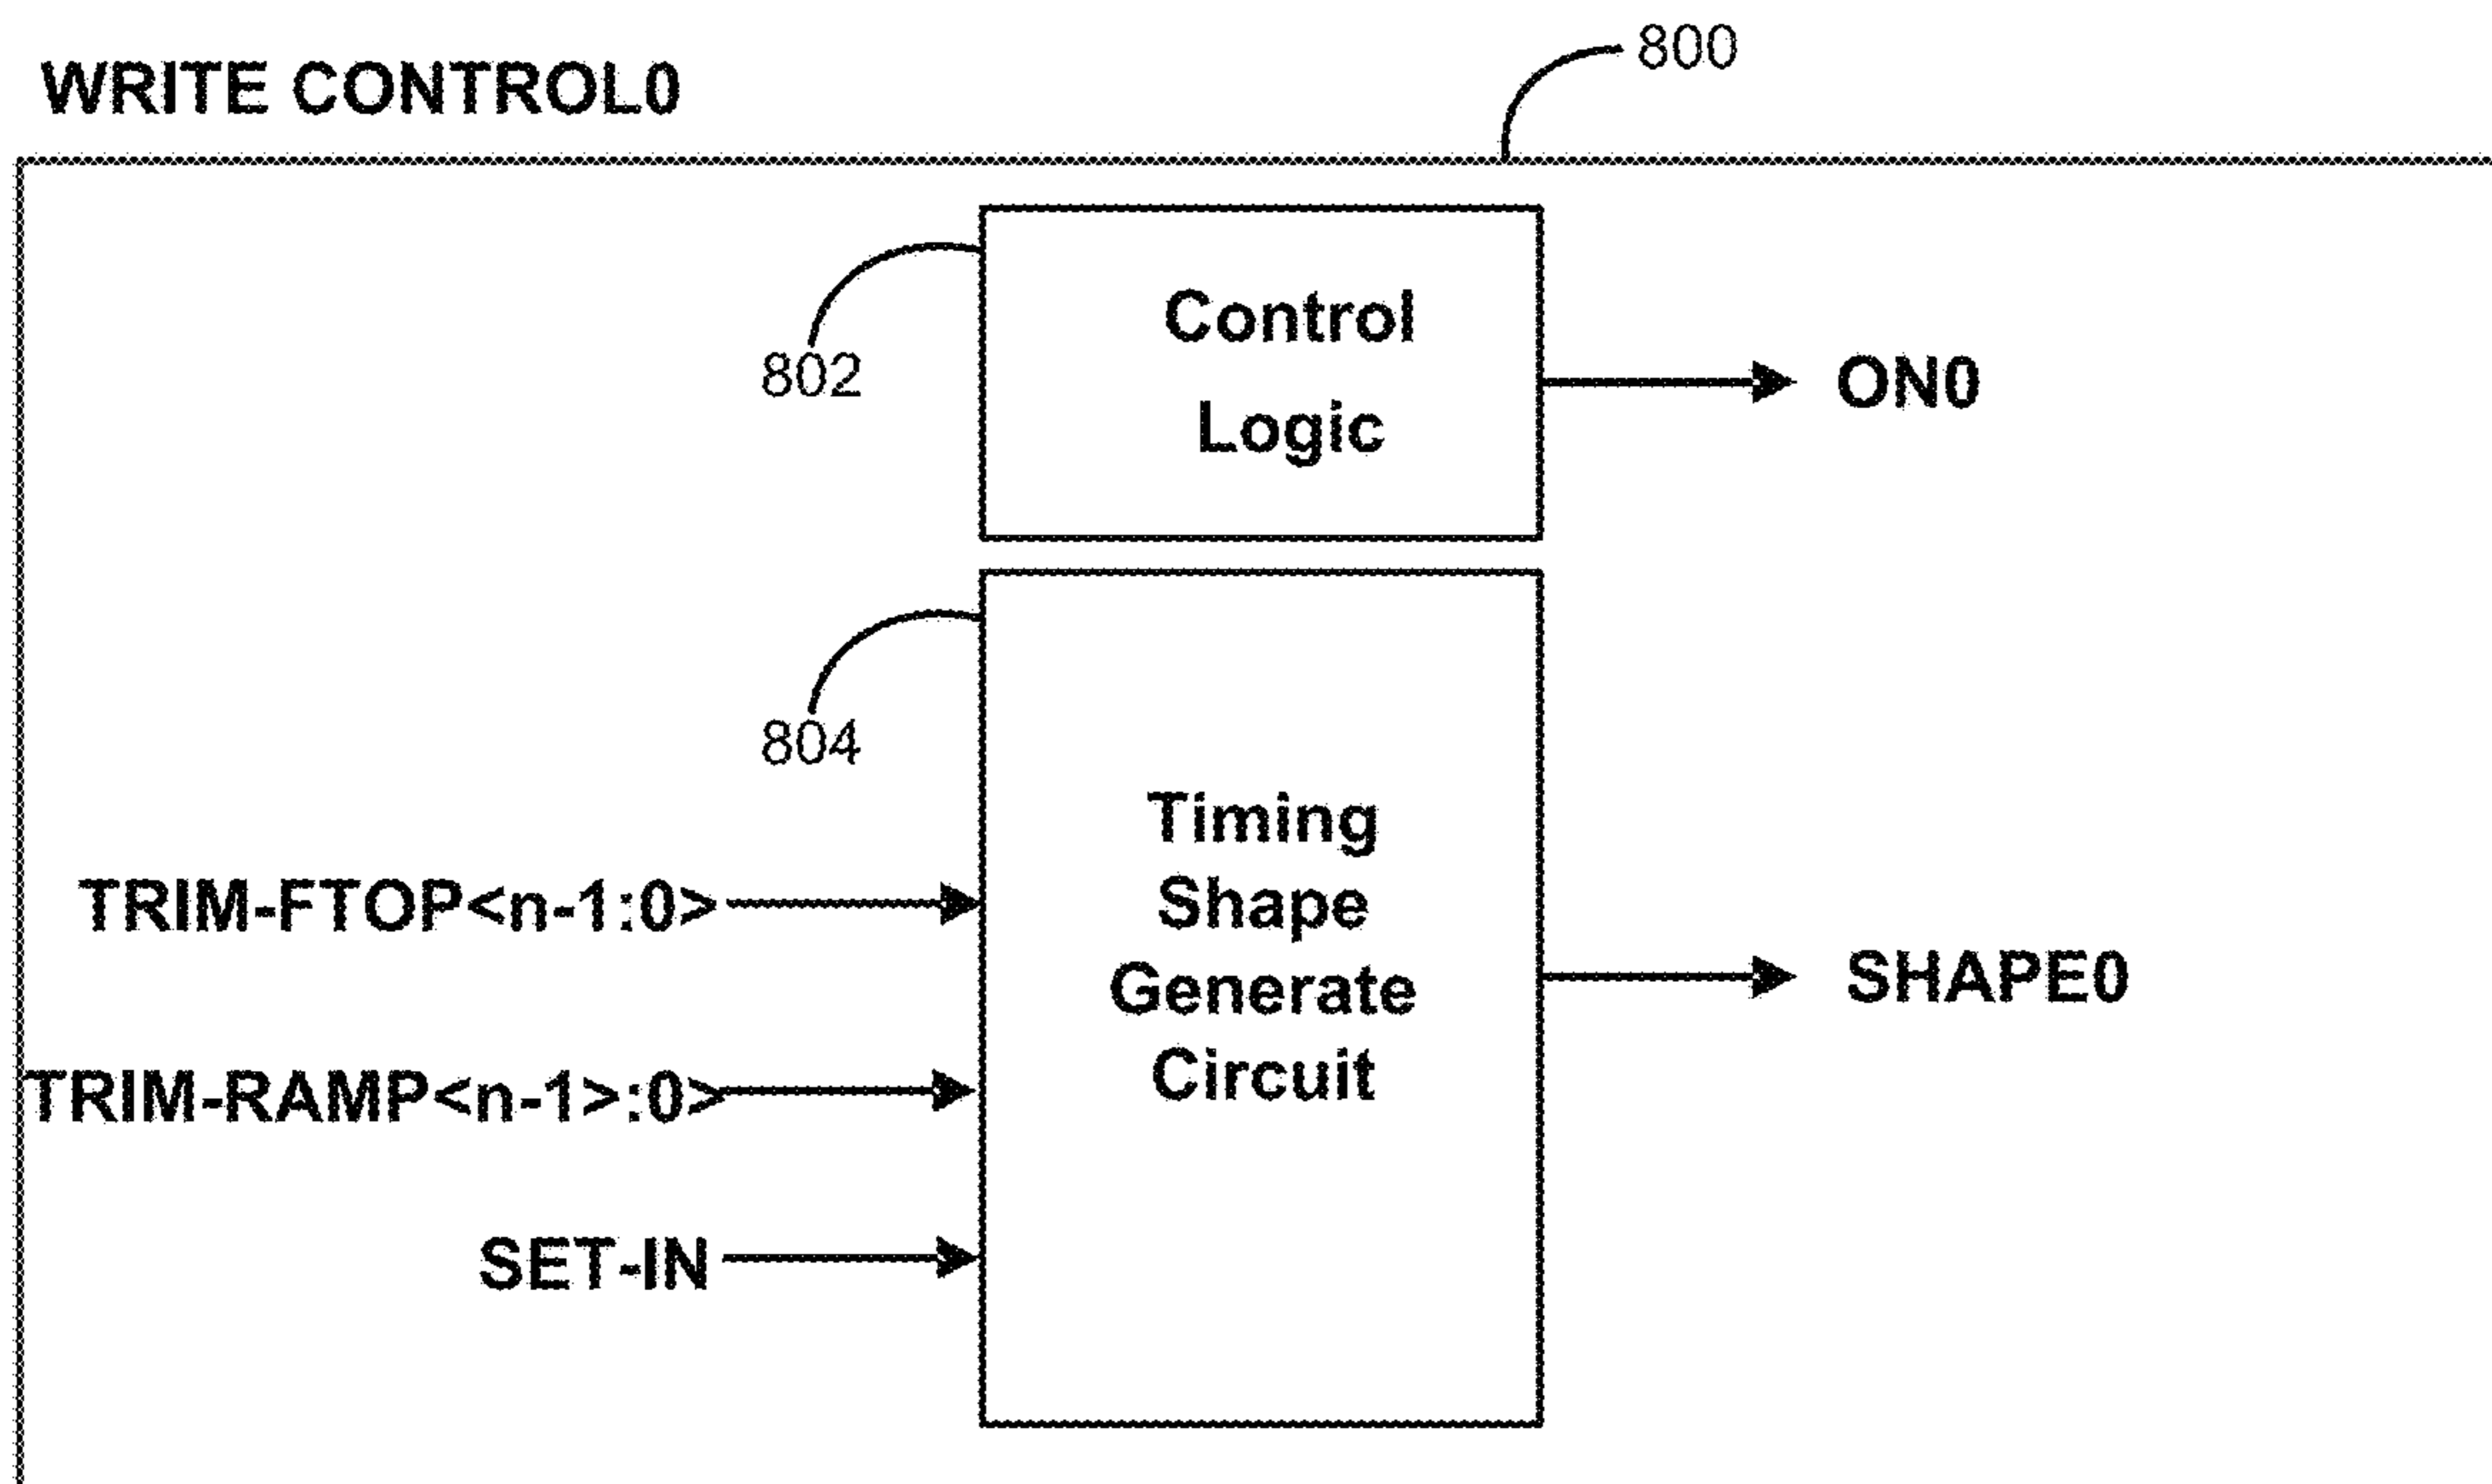 800
WRITE CONTROL0
Control
Logic
802
ON0
804
Timing
Shape
Generate
Circuit
TRIM-FTOP<n-1:0>
SHAPE0
TRIM-RAMP<n-1>:0>
SET-IN